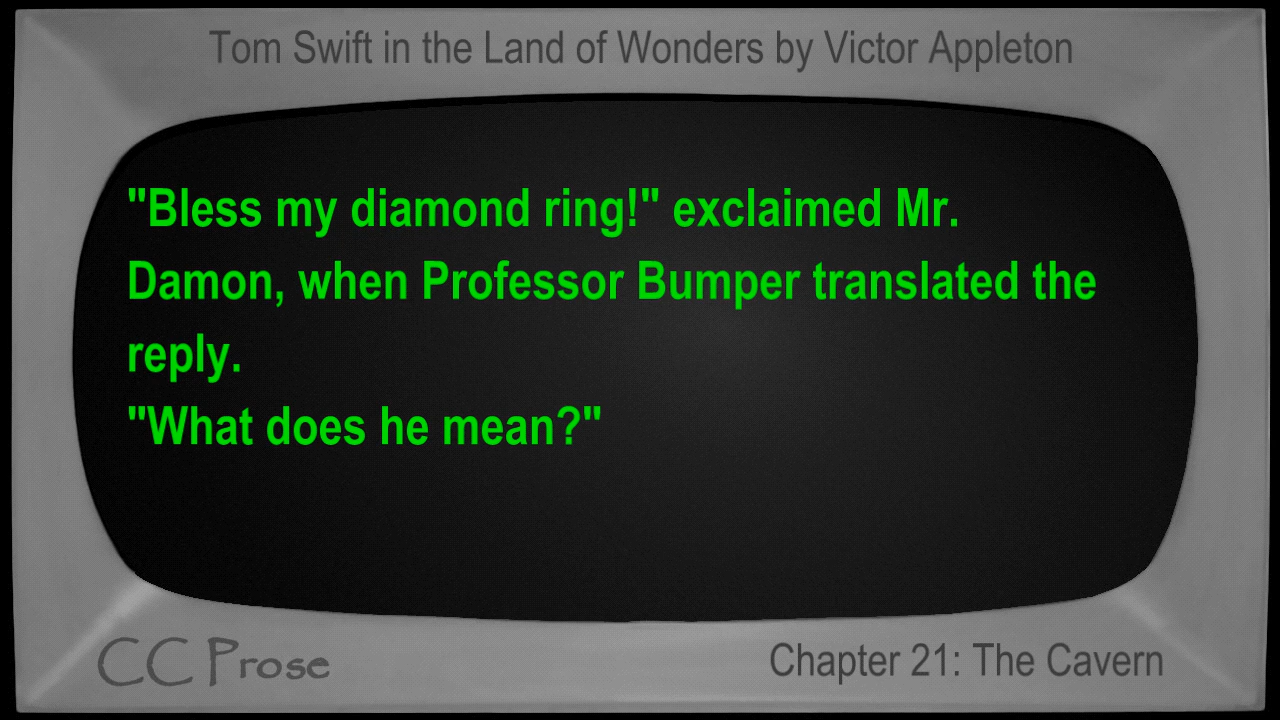 Tom Swift in the Land of Wonders by Victor Appleton
"Bless my diamond ring!" exclaimed Mr.
Damon, when Professor Bumper translated the
reply.
"What does he mean?"
CC Prose
Chapter 21: The Cavern